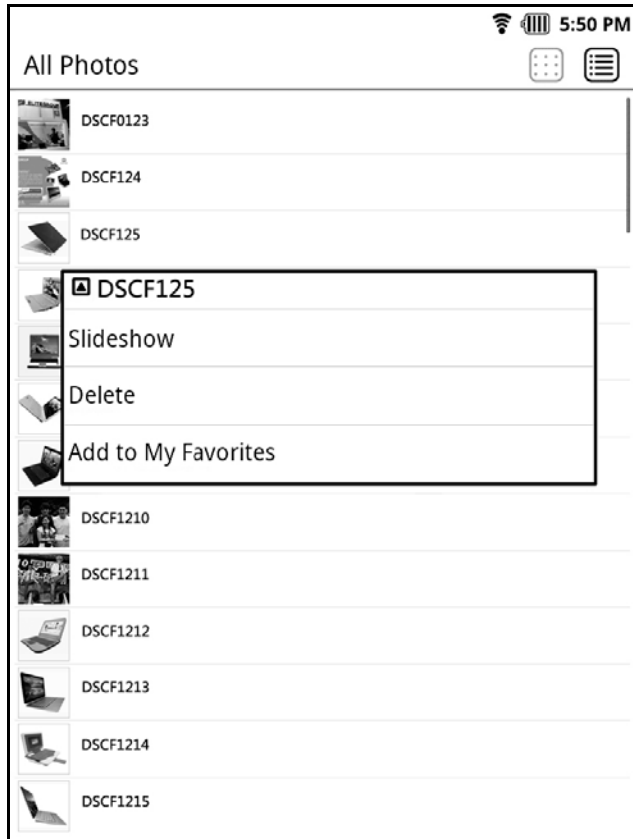 5:50 PM
All Photos
DSCF0123
DSCF124
DSCF125
DSCF125
Slideshow
Delete
Add to My Favorites
DSCF1210
DSCF1211
DSCF1212
DSCF1213
DSCF1214
DSCF1215